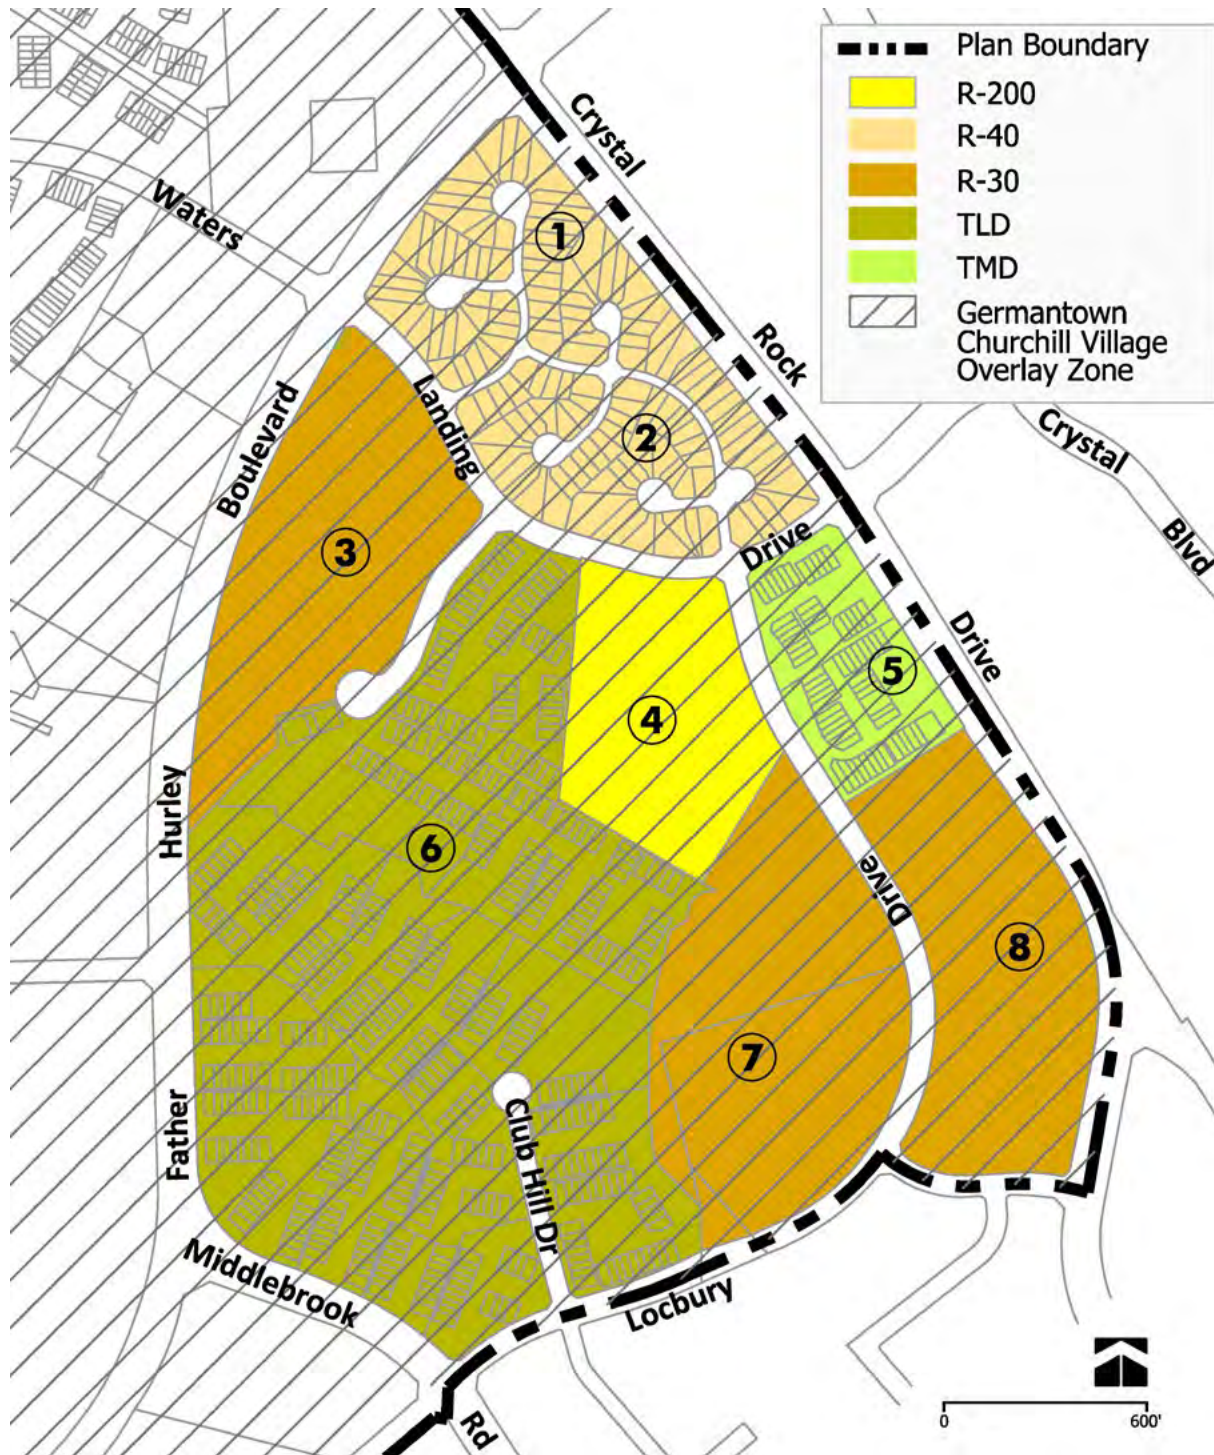 Plan Boundary
R-200
R-40
R-30
TLD
TMD
Germantown
Churchill Village
Overlay Zone
Crystal
Waters
1
Rock
Landing
Boulevard
2
Crystal
Blvd
3
Drive
Drive
5
4
Hurley
6
Drive
8
7
Father
Club Hill Dr
Middlebrook
Locbury
Rd
0
600'